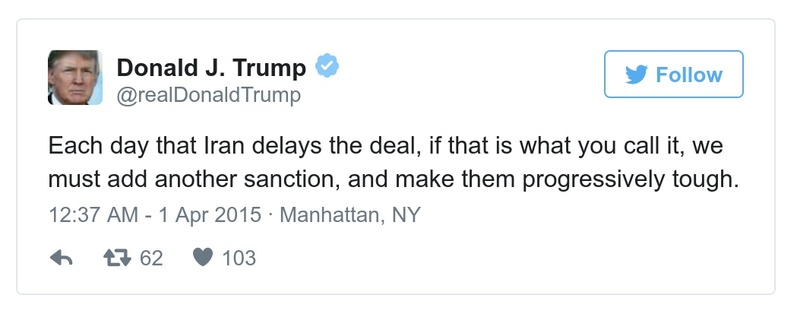 Donald J. Trump
@realDonaldTrump
Follow
Each day that Iran delays the deal, if that is what you call it, we
must add another sanction, and make them progressively tough.
12:37 AM - 1 Apr 2015 · Manhattan, NY
62 103